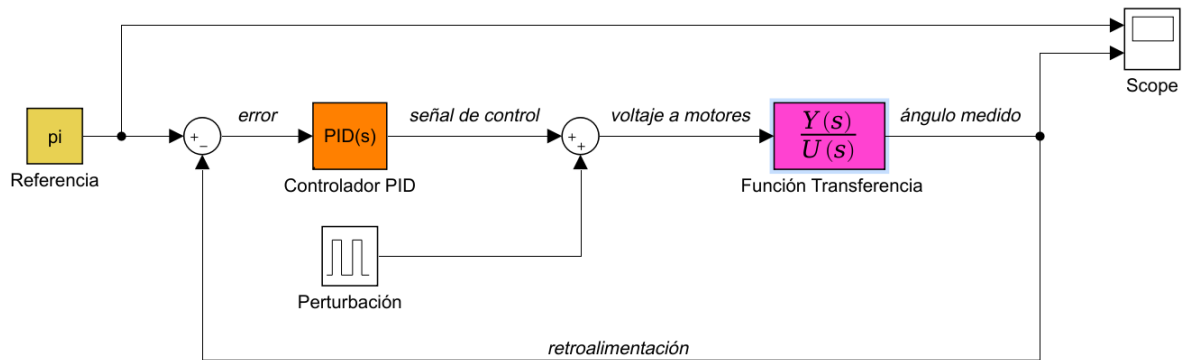 Scope
error
señal de control
voltaje a motores
ángulo medido
pi
PID(s)
+
−
+
+
Y(s)
U(s)
Referencia
Controlador PID
Función Transferencia
Perturbación
retroalimentación